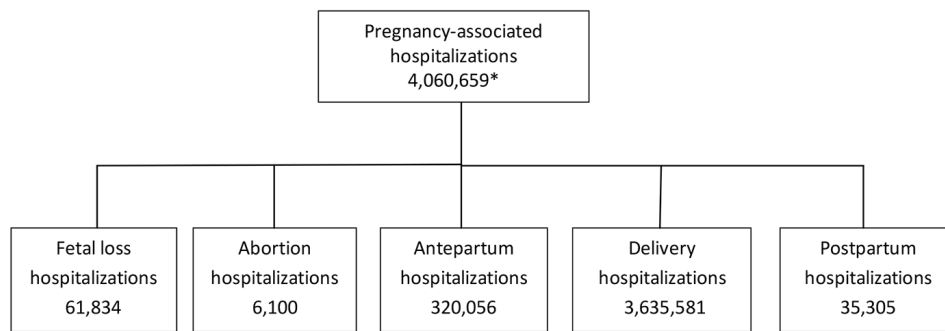 Pregnancy-associated
hospitalizations
4,060,659*
Fetal loss
hospitalizations
61,834
Abortion
hospitalizations
6,100
Antepartum
hospitalizations
320,056
Delivery
hospitalizations
3,635,581
Postpartum
hospitalizations
35,305